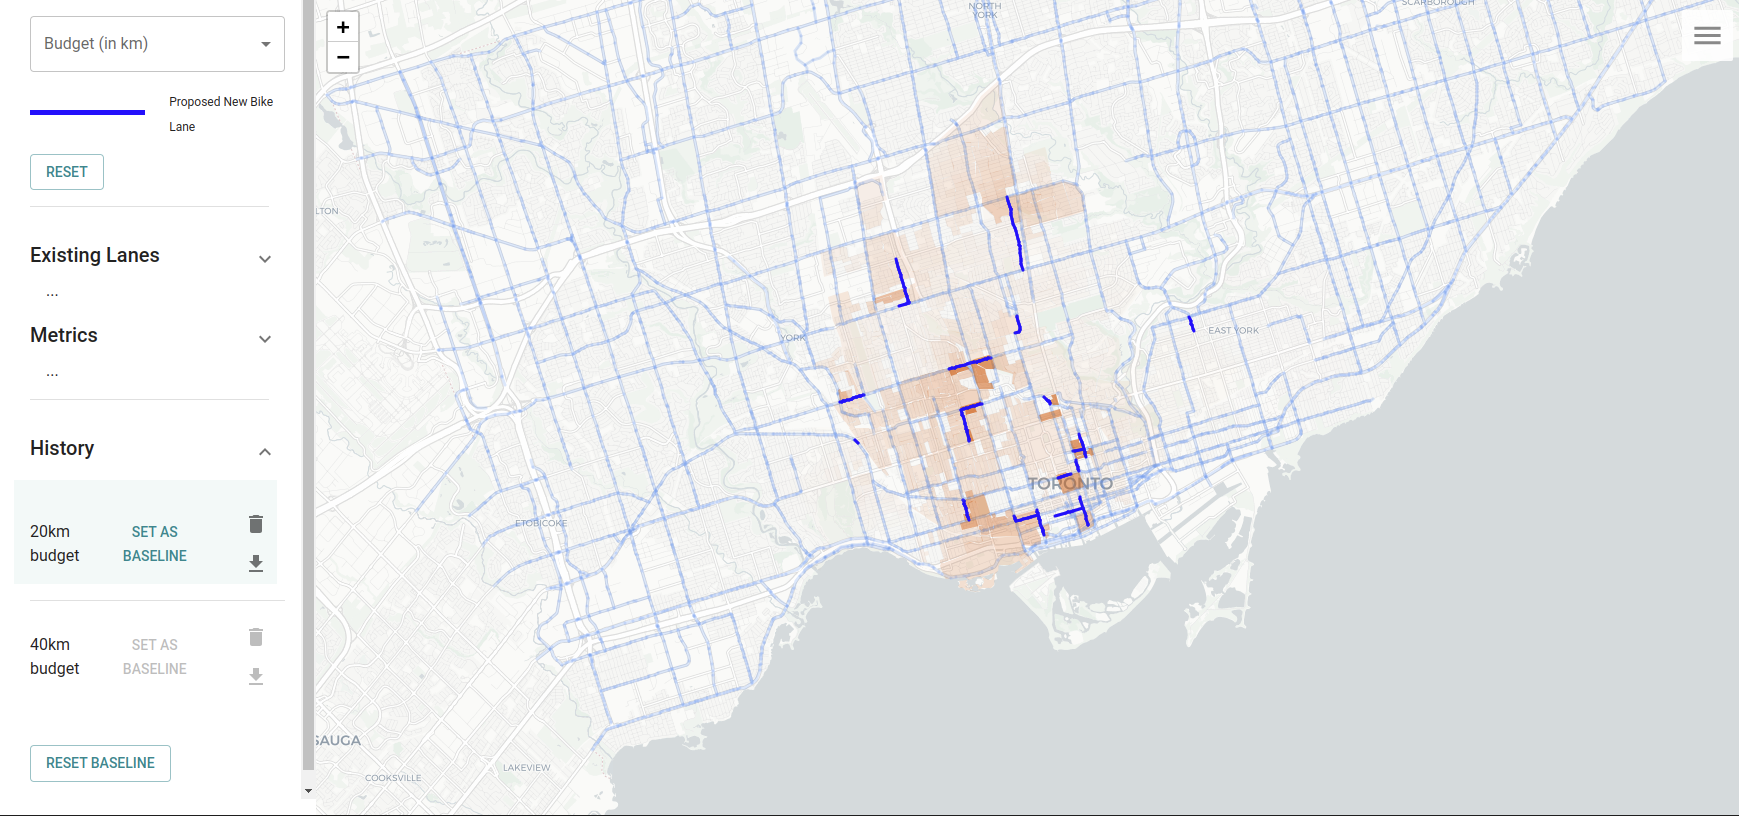 Budget (in km)
Proposed New Bike
Lane
RESET
Existing Lanes
...
Metrics
...
History
20km
budget
SET AS
BASELINE
40km
budget
SET AS
BASELINE
RESET BASELINE
+
−
NORTH
YORK
SCARBOROUGH
LTON
YORK
EAST YORK
TORONTO
ETOBICOKE
SAUGA
COOKSVILLE
LAKEVIEW